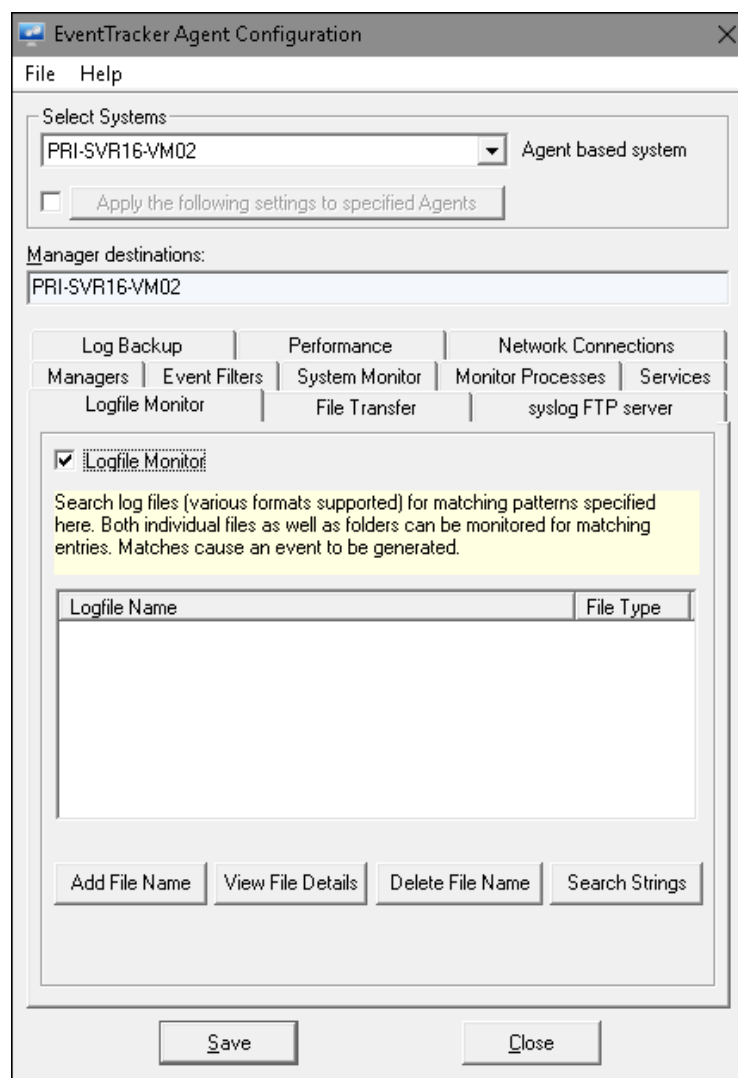 EventTracker Agent Configuration
File Help
Select Systems
PRI-SVR16-VM02 Agent based system
Apply the following settings to specified Agents
Manager destinations:
PRI-SVR16-VM02
Log Backup Performance Network Connections
Managers Event Filters System Monitor Monitor Processes Services
Logfile Monitor File Transfer syslog FTP server
Logfile Monitor
Search log files (various formats supported) for matching patterns specified
here. Both individual files as well as folders can be monitored for matching
entries. Matches cause an event to be generated.
Logfile Name File Type
Add File Name View File Details Delete File Name Search Strings
Save Close